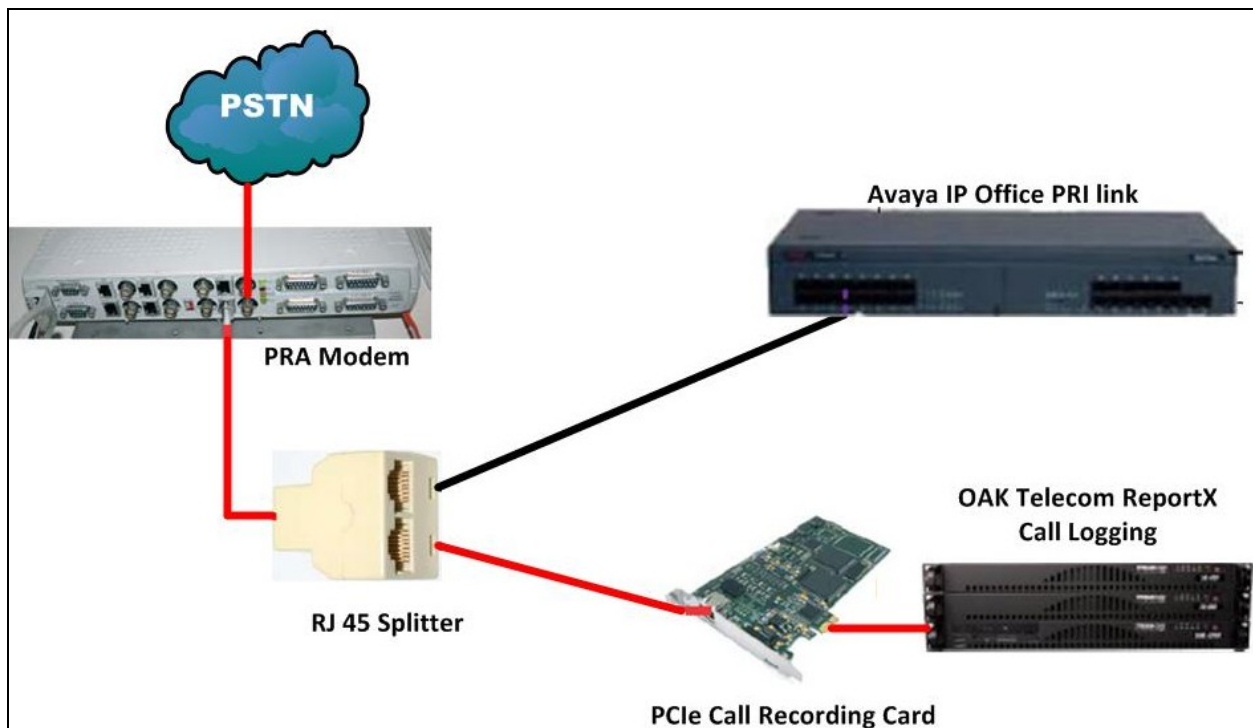 PSTN
Avaya IP Office PRI link
PRA Modem
OAK Telecom ReportX
Call Logging
RJ 45 Splitter
PCIe Call Recording Card